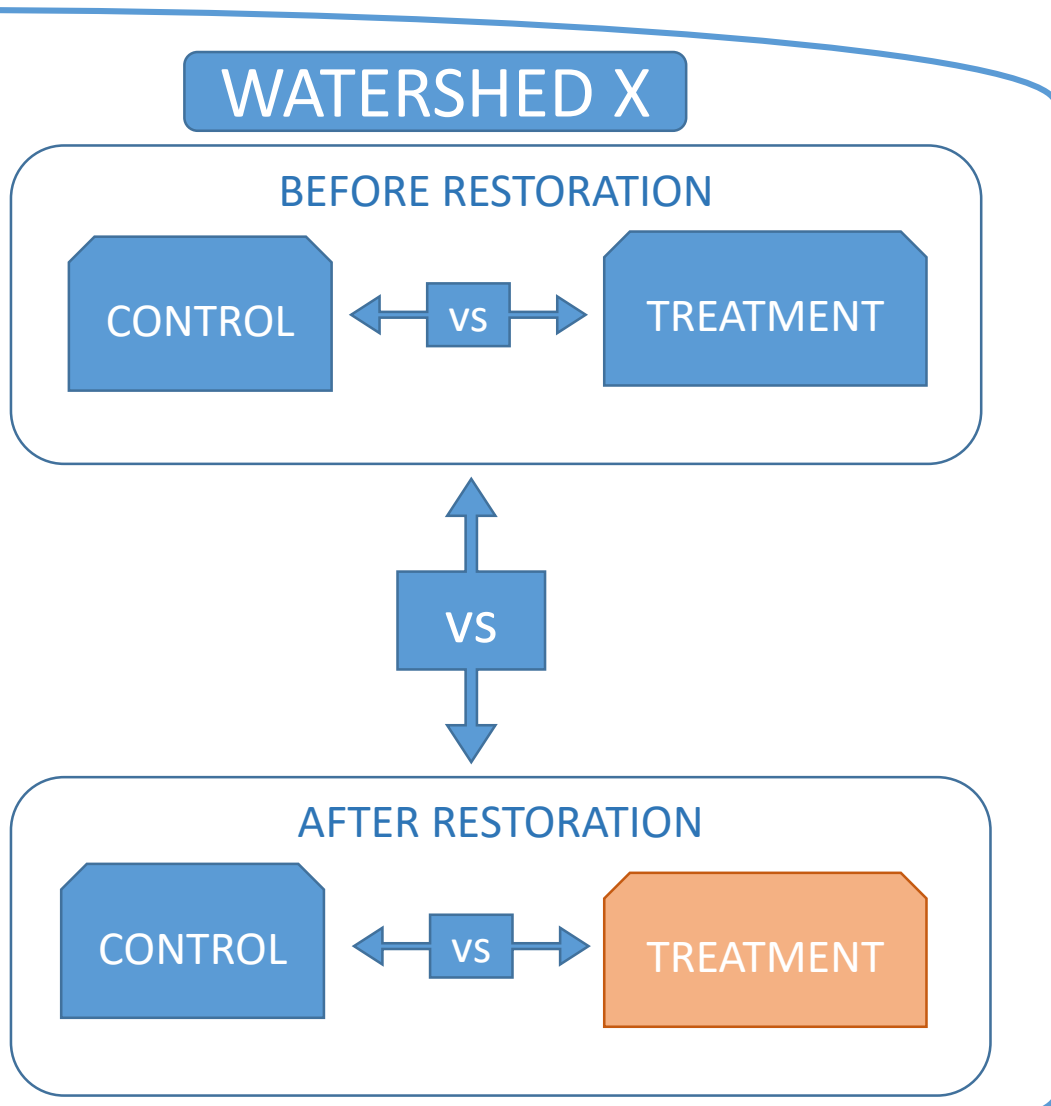 WATERSHED X
BEFORE RESTORATION
CONTROL
vs
TREATMENT
vs
AFTER RESTORATION
CONTROL
vs
TREATMENT